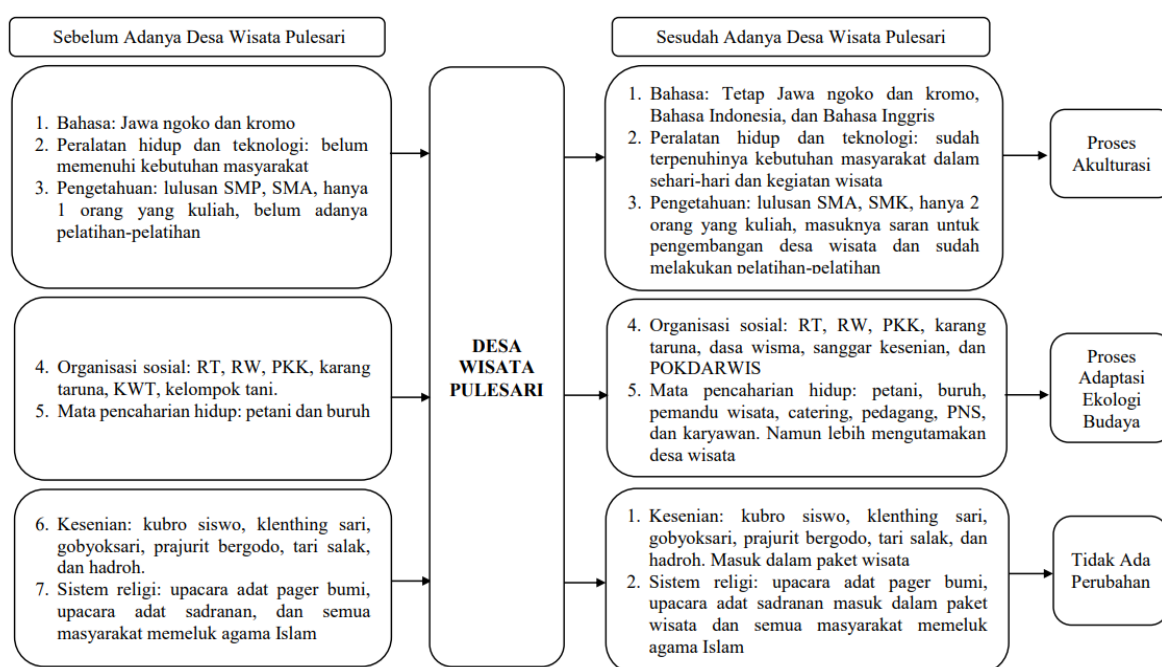 Sebelum Adanya Desa Wisata Pulesari
Sesudah Adanya Desa Wisata Pulesari
1. Bahasa: Jawa ngoko dan kromo
2. Peralatan hidup dan teknologi: belum
memenuhi kebutuhan masyarakat
3. Pengetahuan: lulusan SMP, SMA, hanya
1 orang yang kuliah, belum adanya
pelatihan-pelatihan
4. Organisasi sosial: RT, RW, PKK, karang
taruna, KWT, kelompok tani.
5. Mata pencaharian hidup: petani dan buruh
6. Kesenian: kubro siswo, klenthing sari,
gobyoksari, prajurit bergodo, tari salak,
dan hadroh.
7. Sistem religi: upacara adat pager bumi,
upacara adat sadranan, dan semua
masyarakat memeluk agama Islam
DESA
WISATA
PULESARI
1. Bahasa: Tetap Jawa ngoko dan kromo,
Bahasa Indonesia, dan Bahasa Inggris
2. Peralatan hidup dan teknologi: sudah
terpenuhinya kebutuhan masyarakat dalam
sehari-hari dan kegiatan wisata
3. Pengetahuan: lulusan SMA, SMK, hanya 2
orang yang kuliah, masuknya saran untuk
pengembangan desa wisata dan sudah
melakukan pelatihan-pelatihan
4. Organisasi sosial: RT, RW, PKK, karang
taruna, dasa wisma, sanggar kesenian, dan
POKDARWIS
5. Mata pencaharian hidup: petani, buruh,
pemandu wisata, catering, pedagang, PNS,
dan karyawan. Namun lebih mengutamakan
desa wisata
1. Kesenian: kubro siswo, klenthing sari,
gobyoksari, prajurit bergodo, tari salak, dan
hadroh. Masuk dalam paket wisata
2. Sistem religi: upacara adat pager bumi,
upacara adat sadranan masuk dalam paket
wisata dan semua masyarakat memeluk
agama Islam
Proses
Akulturasi
Proses
Adaptasi
Ekologi
Budaya
Tidak Ada
Perubahan